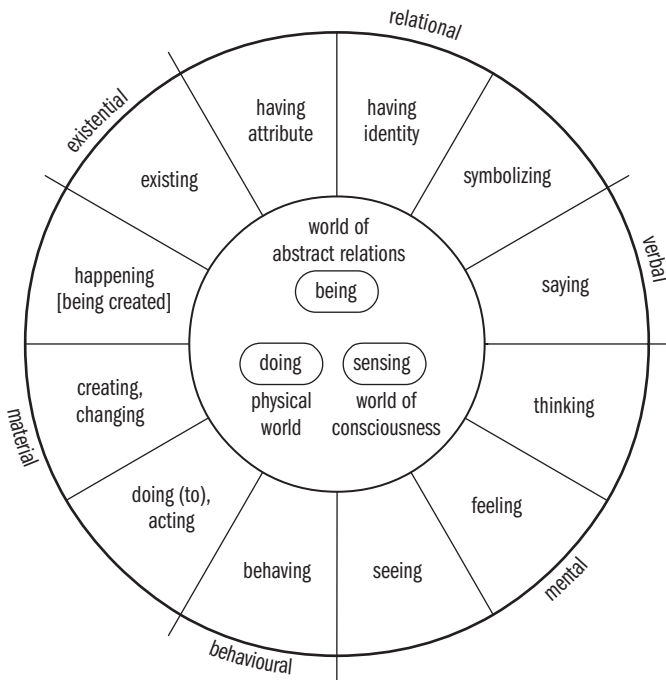 relational
existential
having
attribute
having
identity
existing
symbolizing
verbal
world of
abstract relations
being
happening
[being created]
saying
doing
sensing
physical
world
world of
consciousness
creating,
changing
thinking
material
doing (to),
acting
feeling
behaving
seeing
mental
behavioural